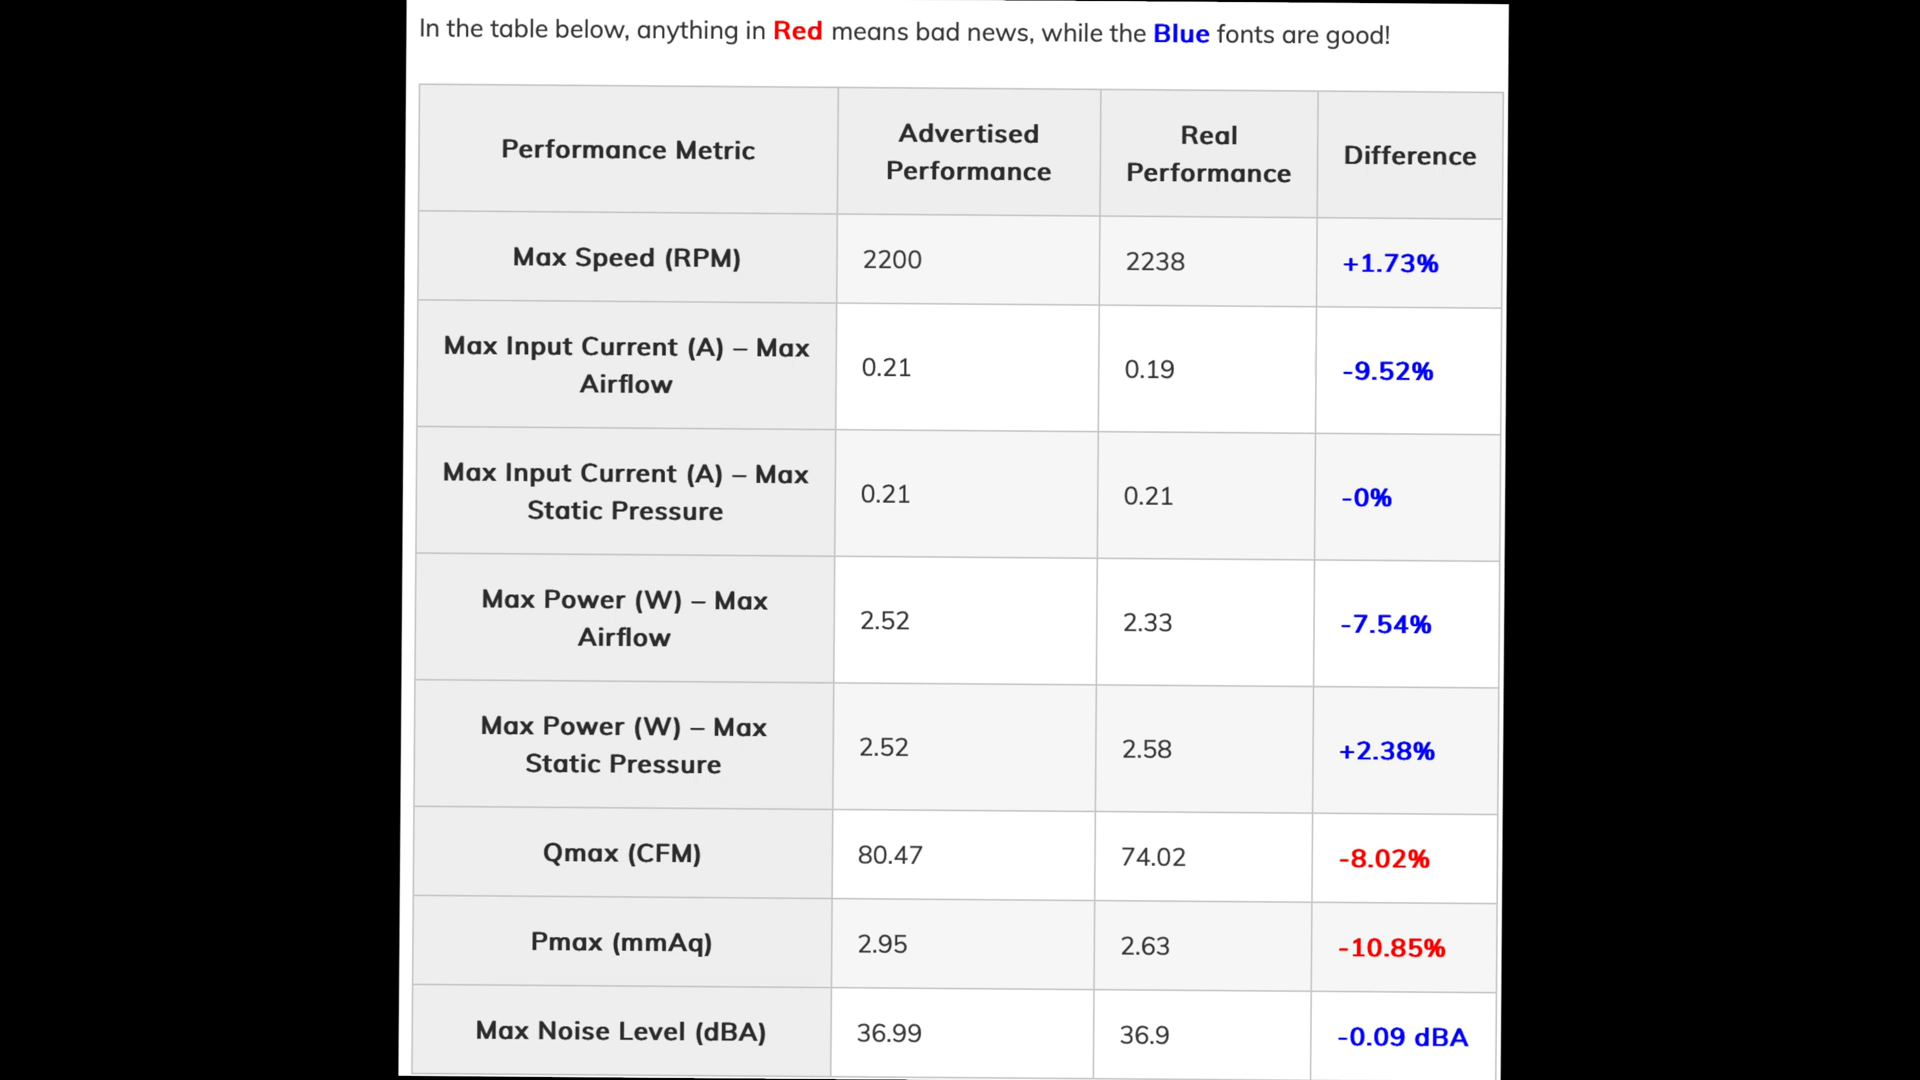 In the table below, anything in Red means bad news, while the Blue fonts are good!
Performance Metric
Advertised
Performance
Real
Performance
Difference
Max Speed (RPM)
2200
2238
+1.73%
Max Input Current (A) – Max
Airflow
0.21
0.19
-9.52%
Max Input Current (A) – Max
Static Pressure
0.21
0.21
-0%
Max Power (W) – Max
Airflow
2.52
2.33
-7.54%
Max Power (W) – Max
Static Pressure
2.52
2.58
+2.38%
Qmax (CFM)
80.47
74.02
-8.02%
Pmax (mmAq)
2.95
2.63
-10.85%
Max Noise Level (dBA)
36.99
36.9
-0.09 dBA